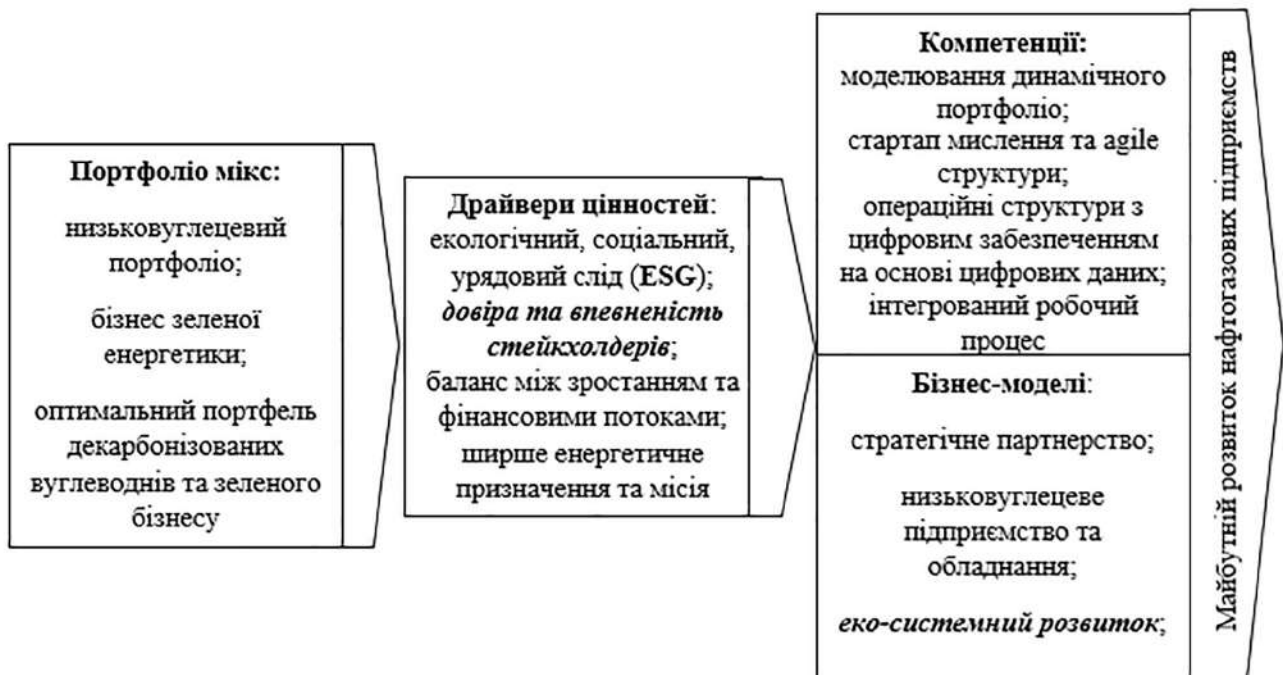 Портфоліо мікс:
низьковуглецевий
портфоліо;
бізнес зеленої
енергетики;
оптимальний портфель
декарбонізованих
вуглеводнів та зеленого
бізнесу
Драйвери цінностей:
екологічний, соціальний,
урядовий слід (ESG);
довіра та впевненість
стейкхолдерів;
баланс між зростанням та
фінансовими потоками;
ширше енергетичне
призначення та місія
Компетенції:
моделювання динамічного
портфоліо;
стартап мислення та agile
структури;
операційні структури з
цифровим забезпеченням
на основі цифрових даних;
інтегрований робочий
процес
Бізнес-моделі:
стратегічне партнерство;
низьковуглецеве
підприємство та
обладнання;
еко-системний розвиток;
Майбутній розвиток нафтогазових підприємств